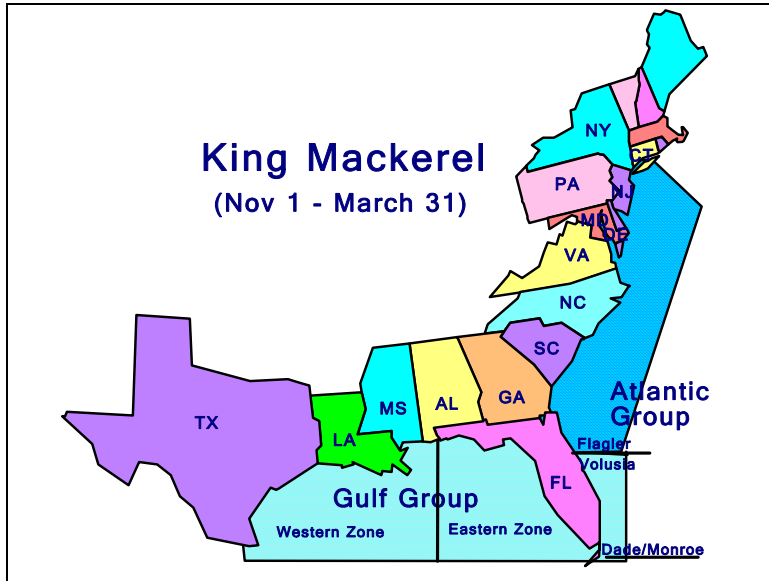 NY
CT
King Mackerel
PA
NJ
(Nov 1 - March 31)
MD
DE
VA
NC
SC
Atlantic
Group
GA
AL
MS
TX
LA
Flagler
Volusia
FL
Gulf Group
Western Zone
Eastern Zone
Dade/Monroe